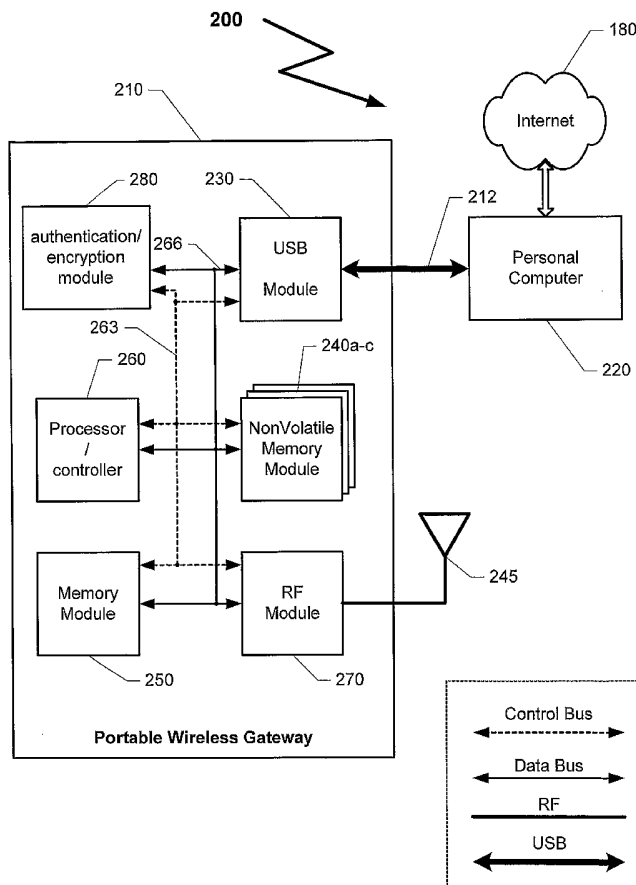 200
180
210
Internet
280
230
212
authentication/
encryption
module
266
USB
Module
Personal
Computer
263
240a-c
220
260
Processor
/
controller
NonVolatile
Memory
Module
245
Memory
Module
RF
Module
250
270
Portable Wireless Gateway
Control Bus
Data Bus
RF
USB